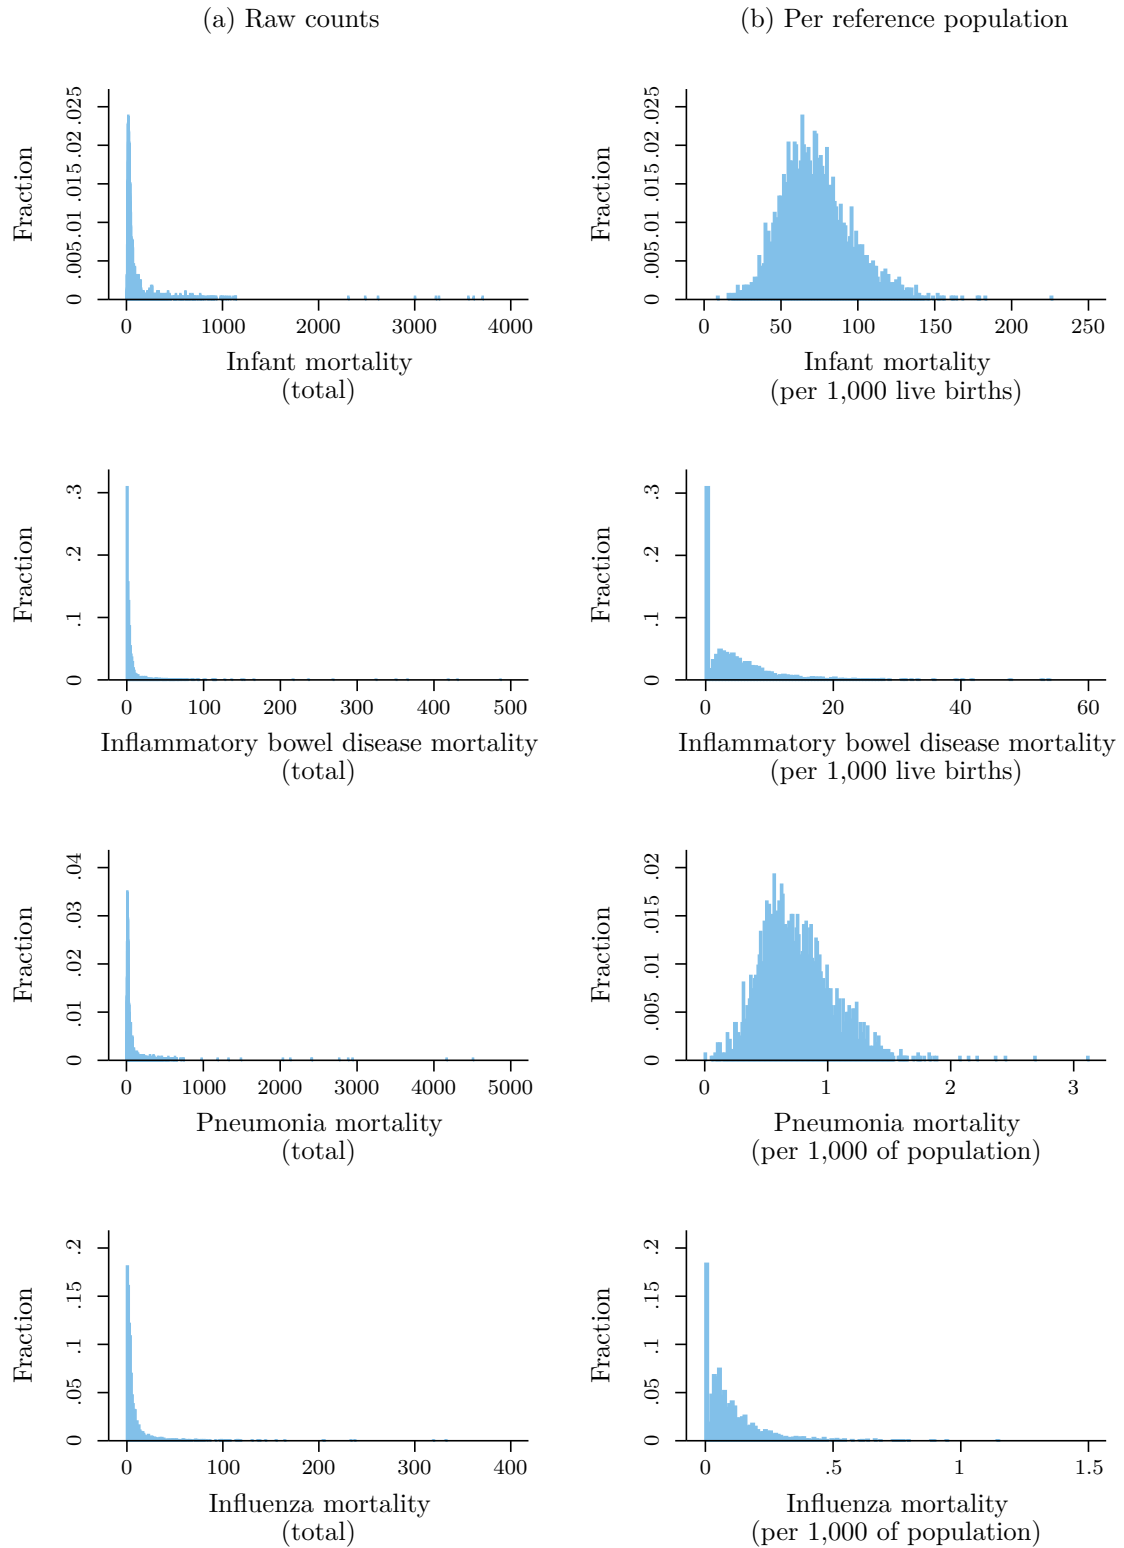 (a) Raw counts
(b) Per reference population
Fraction
0 .005 .01 .015 .02 .025
0 1000 2000 3000 4000
Infant mortality
(total)
Fraction
0 .005 .01 .015 .02 .025
0 50 100 150 200 250
Infant mortality
(per 1,000 live births)
Fraction
0 .1 .2 .3
0 100 200 300 400 500
Inflammatory bowel disease mortality
(total)
Fraction
0 .1 .2 .3
0 20 40 60
Inflammatory bowel disease mortality
(per 1,000 live births)
Fraction
0 .01 .02 .03 .04
0 1000 2000 3000 4000 5000
Pneumonia mortality
(total)
Fraction
0 .005 .01 .015 .02
0 1 2 3
Pneumonia mortality
(per 1,000 of population)
Fraction
0 .05 .1 .15 .2
0 100 200 300 400
Influenza mortality
(total)
Fraction
0 .05 .1 .15 .2
0 .5 1 1.5
Influenza mortality
(per 1,000 of population)